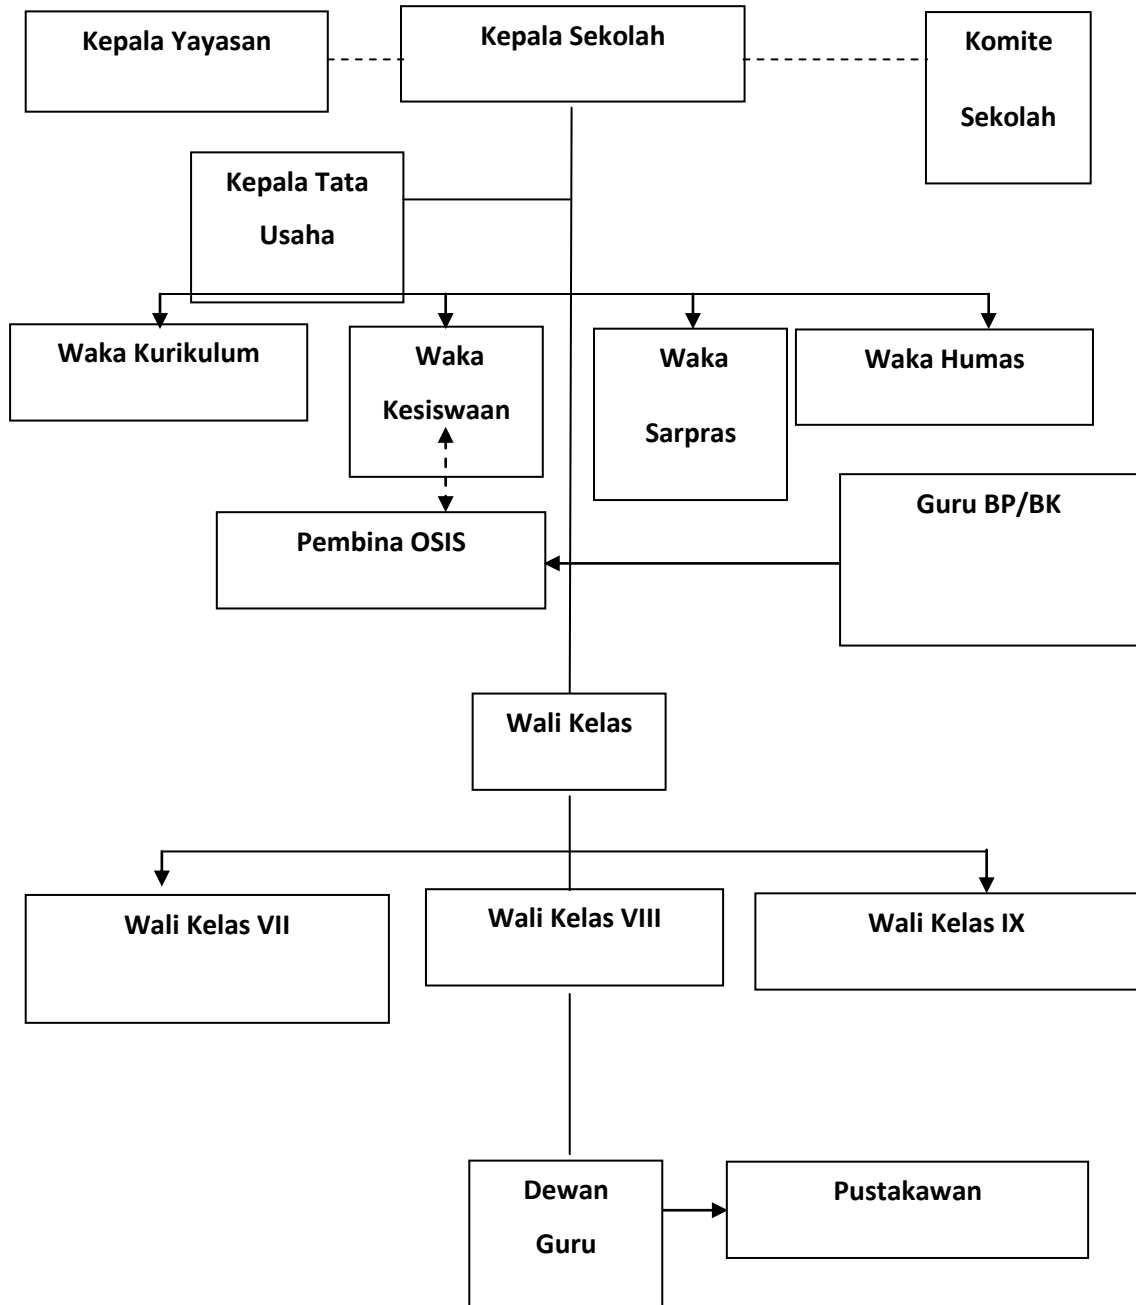 Kepala Yayasan
Kepala Sekolah
Komite
Sekolah
Kepala Tata
Usaha
Waka Kurikulum
Waka
Kesiswaan
Waka
Sarpras
Waka Humas
Guru BP/BK
Pembina OSIS
Wali Kelas
Wali Kelas VII
Wali Kelas VIII
Wali Kelas IX
Dewan
Guru
Pustakawan